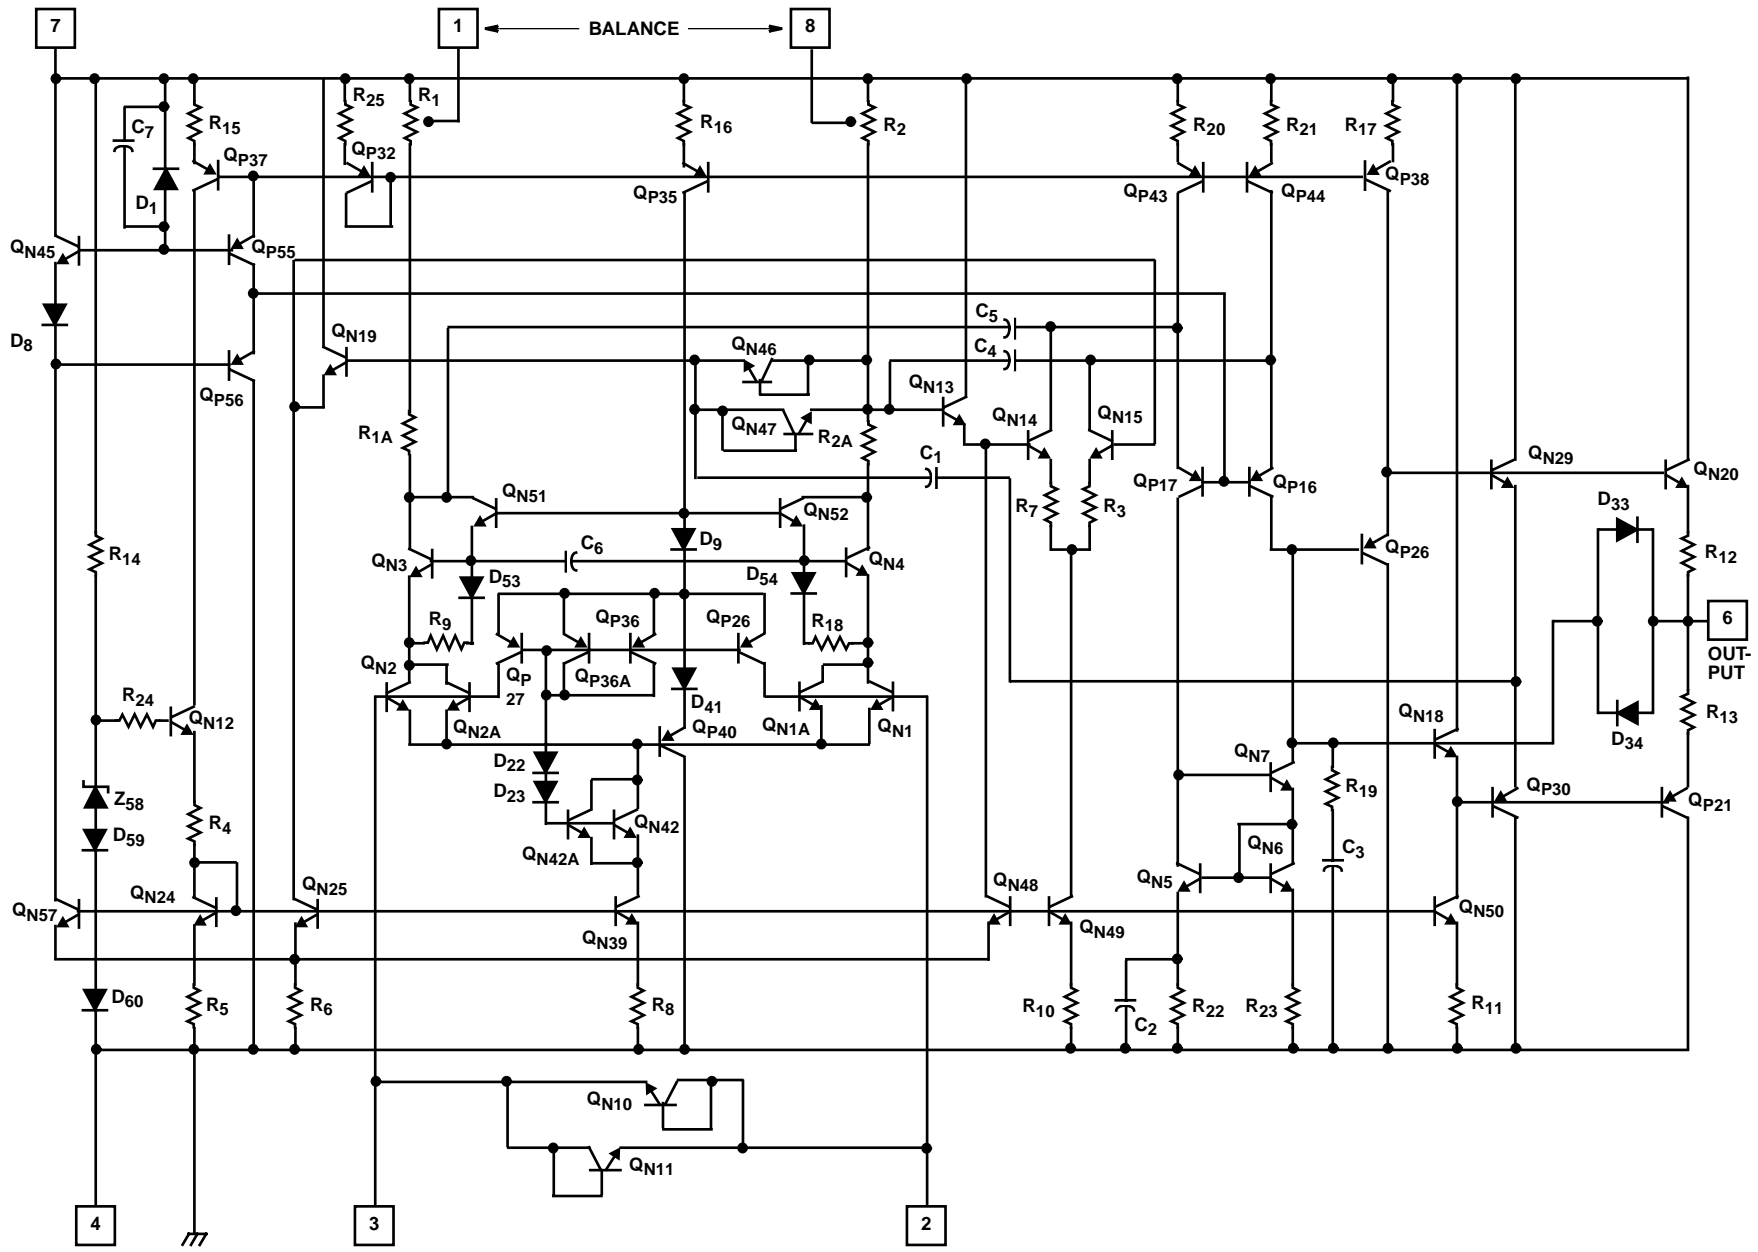 7
1
BALANCE
8
R25
R1
C7
R15
R16
R2
R20
R21
R17
QP37
QP32
D1
QP35
QP43
QP44
QP38
QN45
QP55
C5
D8
QN19
QN46
C4
QP56
QN13
QN14
QN15
R1A
QN47
R2A
C1
QN29
QN20
QN51
QN52
QP17
QP16
R7
R3
D33
R14
QN3
C6
D9
QN4
QP26
R12
D53
D54
R9
QP36
QP26
R18
6
OUT-
PUT
QN2
QP
27
QP36A
D41
R24
QN12
QN2A
QP40
QN1A
QN1
QN18
R13
D34
D22
QN7
D23
R19
QP30
QP21
Z58
R4
D59
QN42
QN42A
QN6
C3
QN5
QN57
QN24
QN25
QN48
QN50
QN39
QN49
D60
R5
R6
R8
R10
C2
R22
R23
R11
QN10
QN11
4
3
2